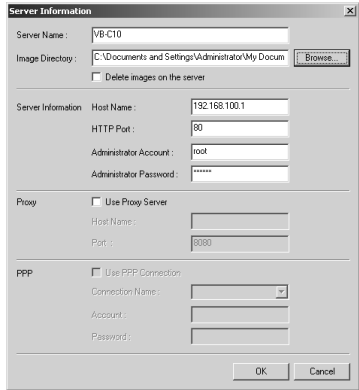 Server Information
Server Name : VB-C10
Image Directory : C:\Documents and Settings\Administrator\My Docum Browse...
Delete images on the server
Server Information Host Name : 192.168.100.1
HTTP Port : 80
Administrator Account : root
Administrator Password : ******
Proxy Use Proxy Server
Host Name :
Port : 8080
PPP Use PPP Connection
Connection Name :
Account :
Password :
OK Cancel